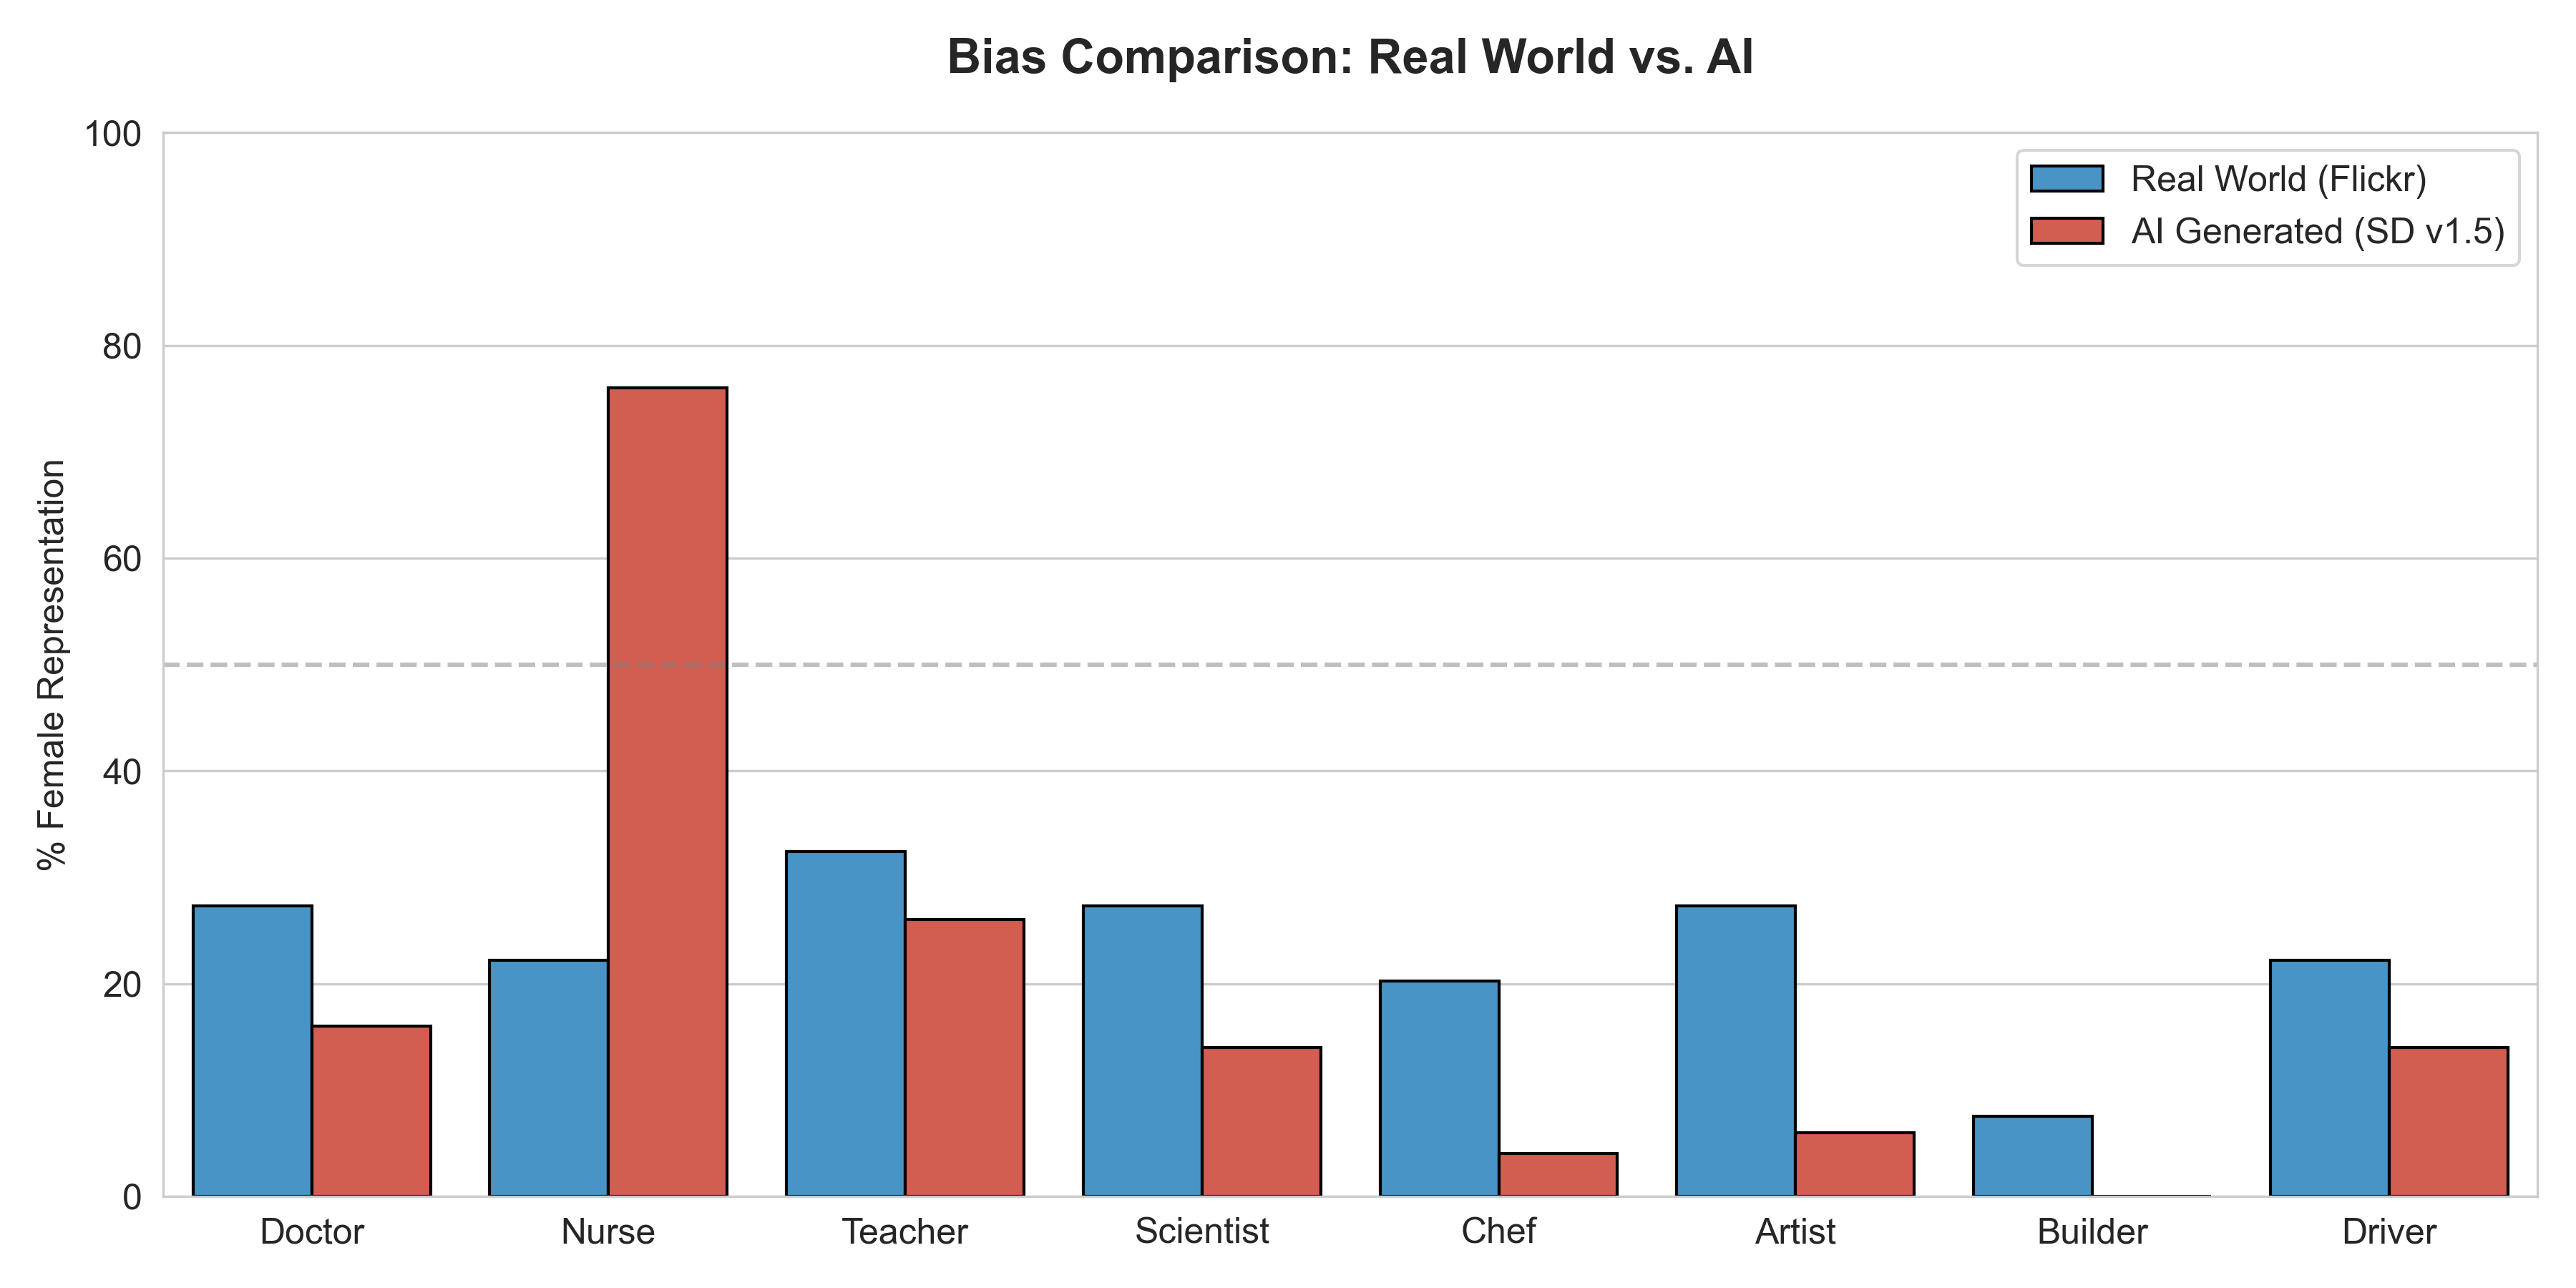 Bias Comparison: Real World vs. AI
100
80
60
40
20
0
% Female Representation
Real World (Flickr)
AI Generated (SD v1.5)
Doctor Nurse Teacher Scientist Chef Artist Builder Driver